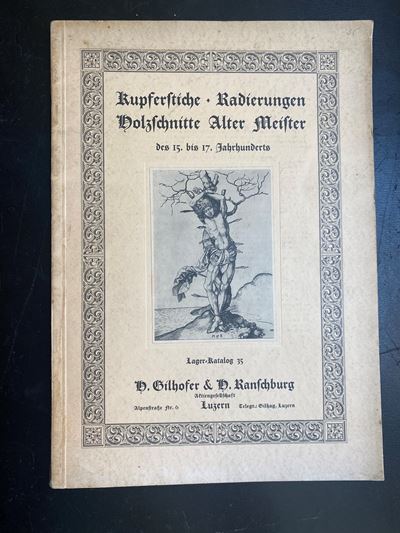 Kupferstiche · Radierungen
Holzschnitte Alter Meister
des 15. bis 17. Jahrhunderts
M S
Lager-Katalog 35
H. Gilhofer & H. Ranschburg
Aktiengesellschaft
Alpenstraße Nr. 6 Luzern Telegr.: Gilhag, Luzern